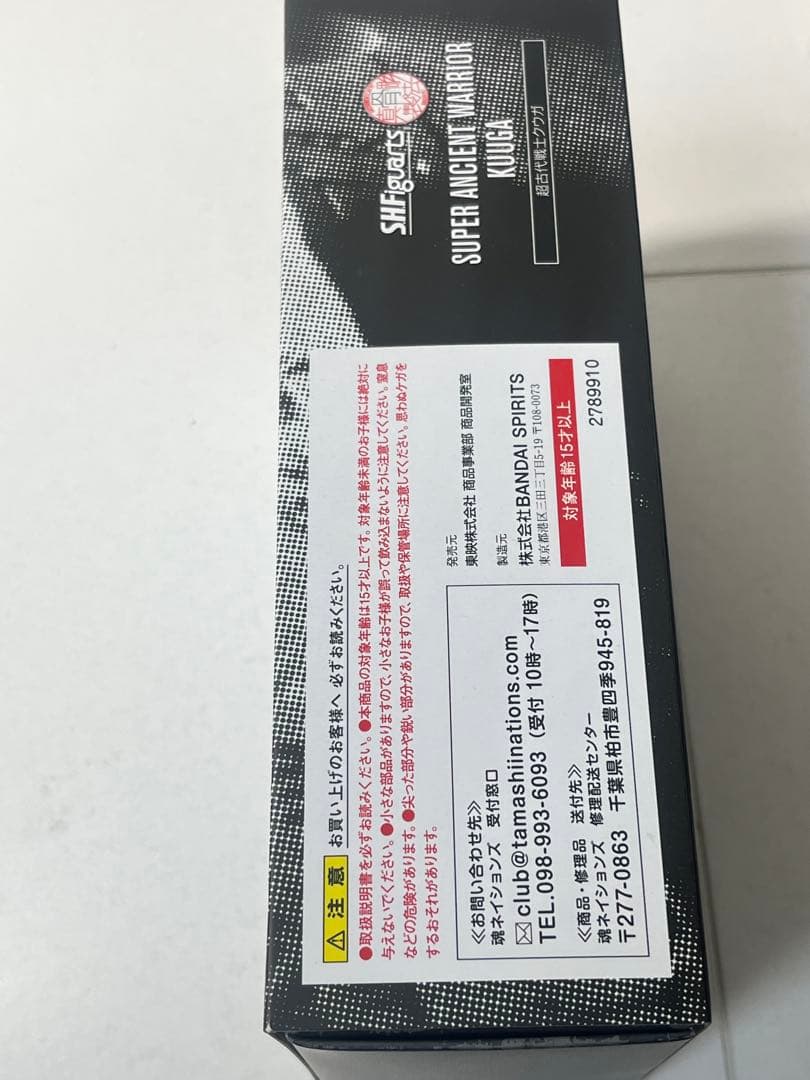 S.H.Figuarts
真骨彫
SUPER ANCIENT WARRIOR
KUUGA
超古代戦士クウガ
注意 お買い上げのお客様へ 必ずお読みください。
●取扱説明書を必ずお読みください。●本商品の対象年齢は15才以上です。対象年齢未満のお子様には絶対に
与えないでください。●小さな部品がありますので、小さなお子様が誤って飲み込まないように注意してください。窒息
などの危険があります。●尖った部分や鋭い部分がありますので、取扱や保管場所に注意してください。思わぬケガを
するおそれがあります。
≪お問い合わせ先≫
魂ネイションズ 受付窓口
club@tamashiinations.com
TEL.098-993-6093 (受付 10時～17時)
≪商品・修理品 送付先≫
魂ネイションズ 修理配送センター
〒277-0863 千葉県柏市豊四季945-819
発売元
東映株式会社 商品事業部 商品開発室
製造元
株式会社BANDAI SPIRITS
東京都港区三田三丁目5-19 〒108-0073
対象年齢15才以上
2789910